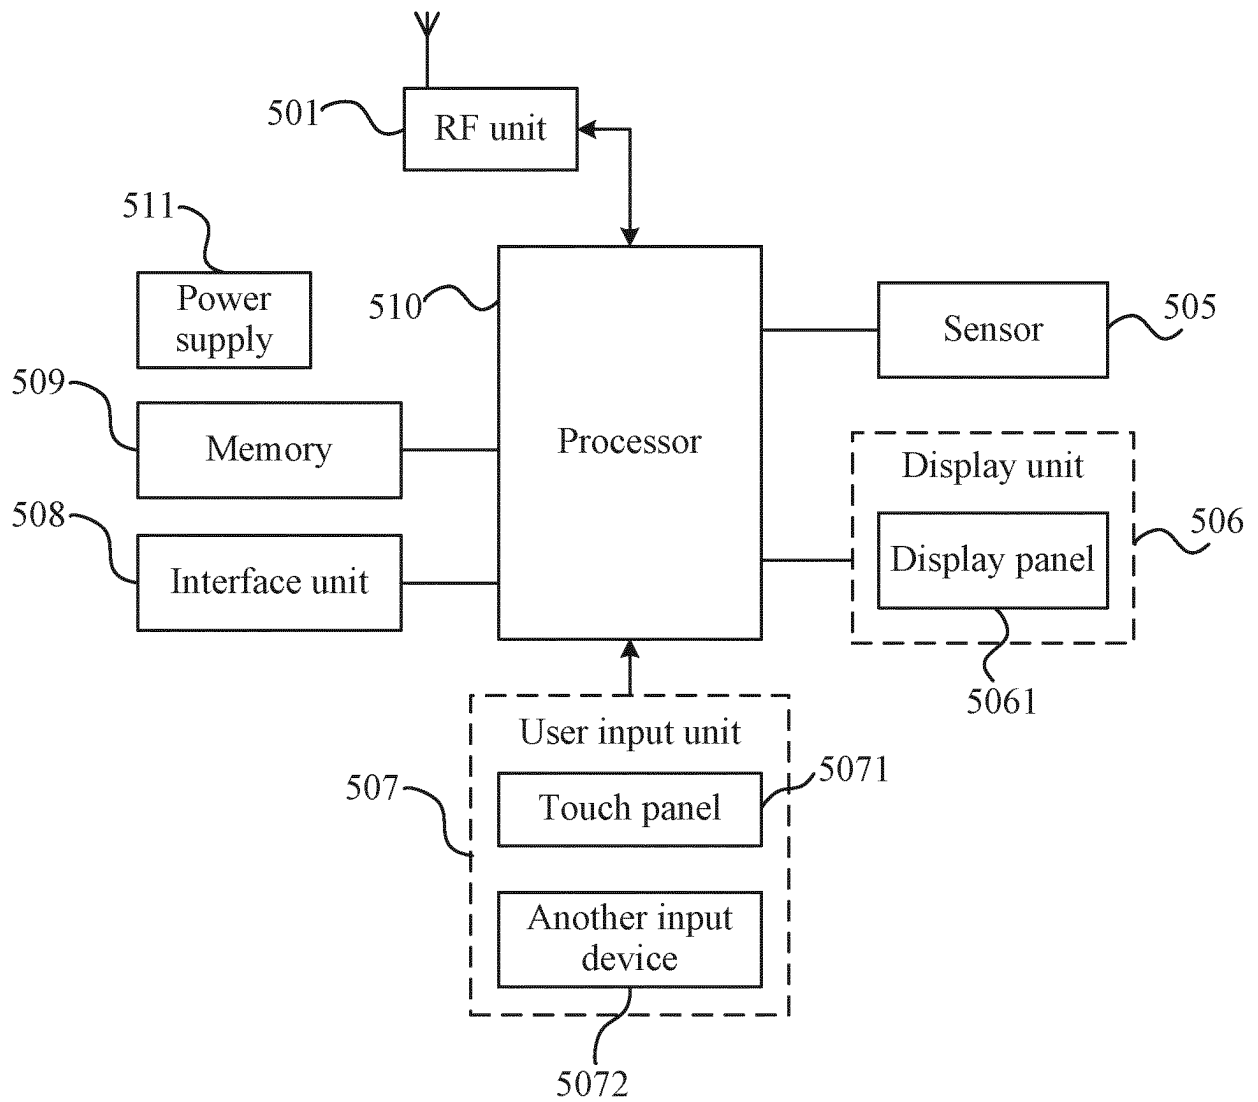 501
RF unit
511
Power
supply
510
Sensor
505
509
Memory
Processor
Display unit
506
508
Interface unit
Display panel
5061
User input unit
507
Touch panel
5071
Another input
device
5072